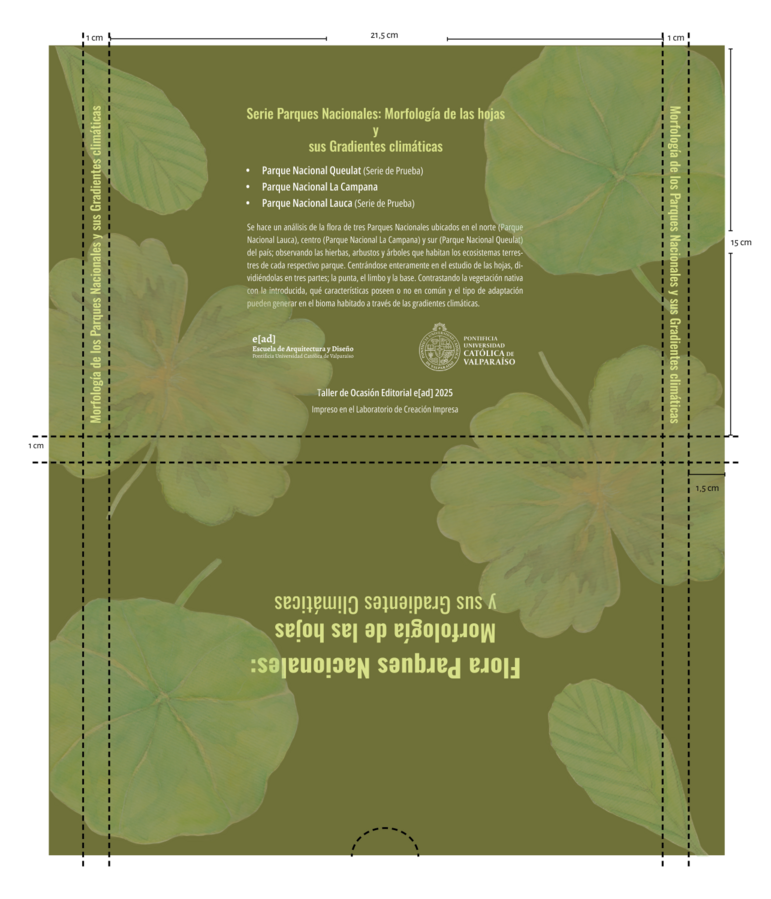 1 cm
21,5 cm
1 cm
Serie Parques Nacionales: Morfología de las hojas
y
sus Gradientes climáticas
• Parque Nacional Queulat (Serie de Prueba)
• Parque Nacional La Campana
• Parque Nacional Lauca (Serie de Prueba)
Se hace un análisis de la flora de tres Parques Nacionales ubicados en el norte (Parque
Nacional Lauca), centro (Parque Nacional La Campana) y sur (Parque Nacional Queulat)
del país; observando las hierbas, arbustos y árboles que habitan los ecosistemas terres-
tres de cada respectivo parque. Centrándose enteramente en el estudio de las hojas, di-
vidiéndolas en tres partes; la punta, el limbo y la base. Contrastando la vegetación nativa
con la introducida, qué características poseen o no en común y el tipo de adaptación
pueden generar en el bioma habitado a través de las gradientes climáticas.
e[ad]
Escuela de Arquitectura y Diseño
Pontificia Universidad Católica de Valparaíso
PONTIFICIA
UNIVERSIDAD
CATÓLICA DE
VALPARAÍSO
Taller de Ocasión Editorial e[ad] 2025
Impreso en el Laboratorio de Creación Impresa
Morfología de los Parques Nacionales y sus Gradientes climáticas
Morfología de los Parques Nacionales y sus Gradientes climáticas
15 cm
1 cm
1,5 cm
Flora Parques Nacionales:
Morfología de las hojas
y sus Gradientes Climáticas